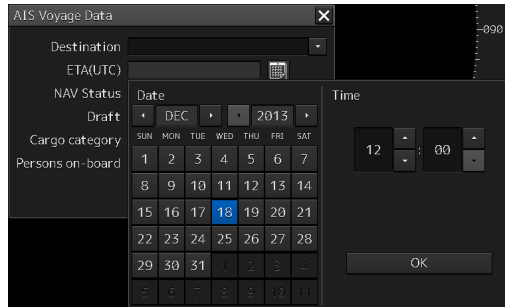 AIS Voyage Data
-090
Destination
ETA(UTC)
NAV Status
Draft
Cargo category
Persons on-board
Date
DEC 2013
SUN MON TUE WED THU FRI SAT
1 2 3 4 5 6 7
8 9 10 11 12 13 14
15 16 17 18 19 20 21
22 23 24 25 26 27 28
29 30 31 1 2 3 4
5 6 7 8 9 10 11
Time
12 : 00
OK